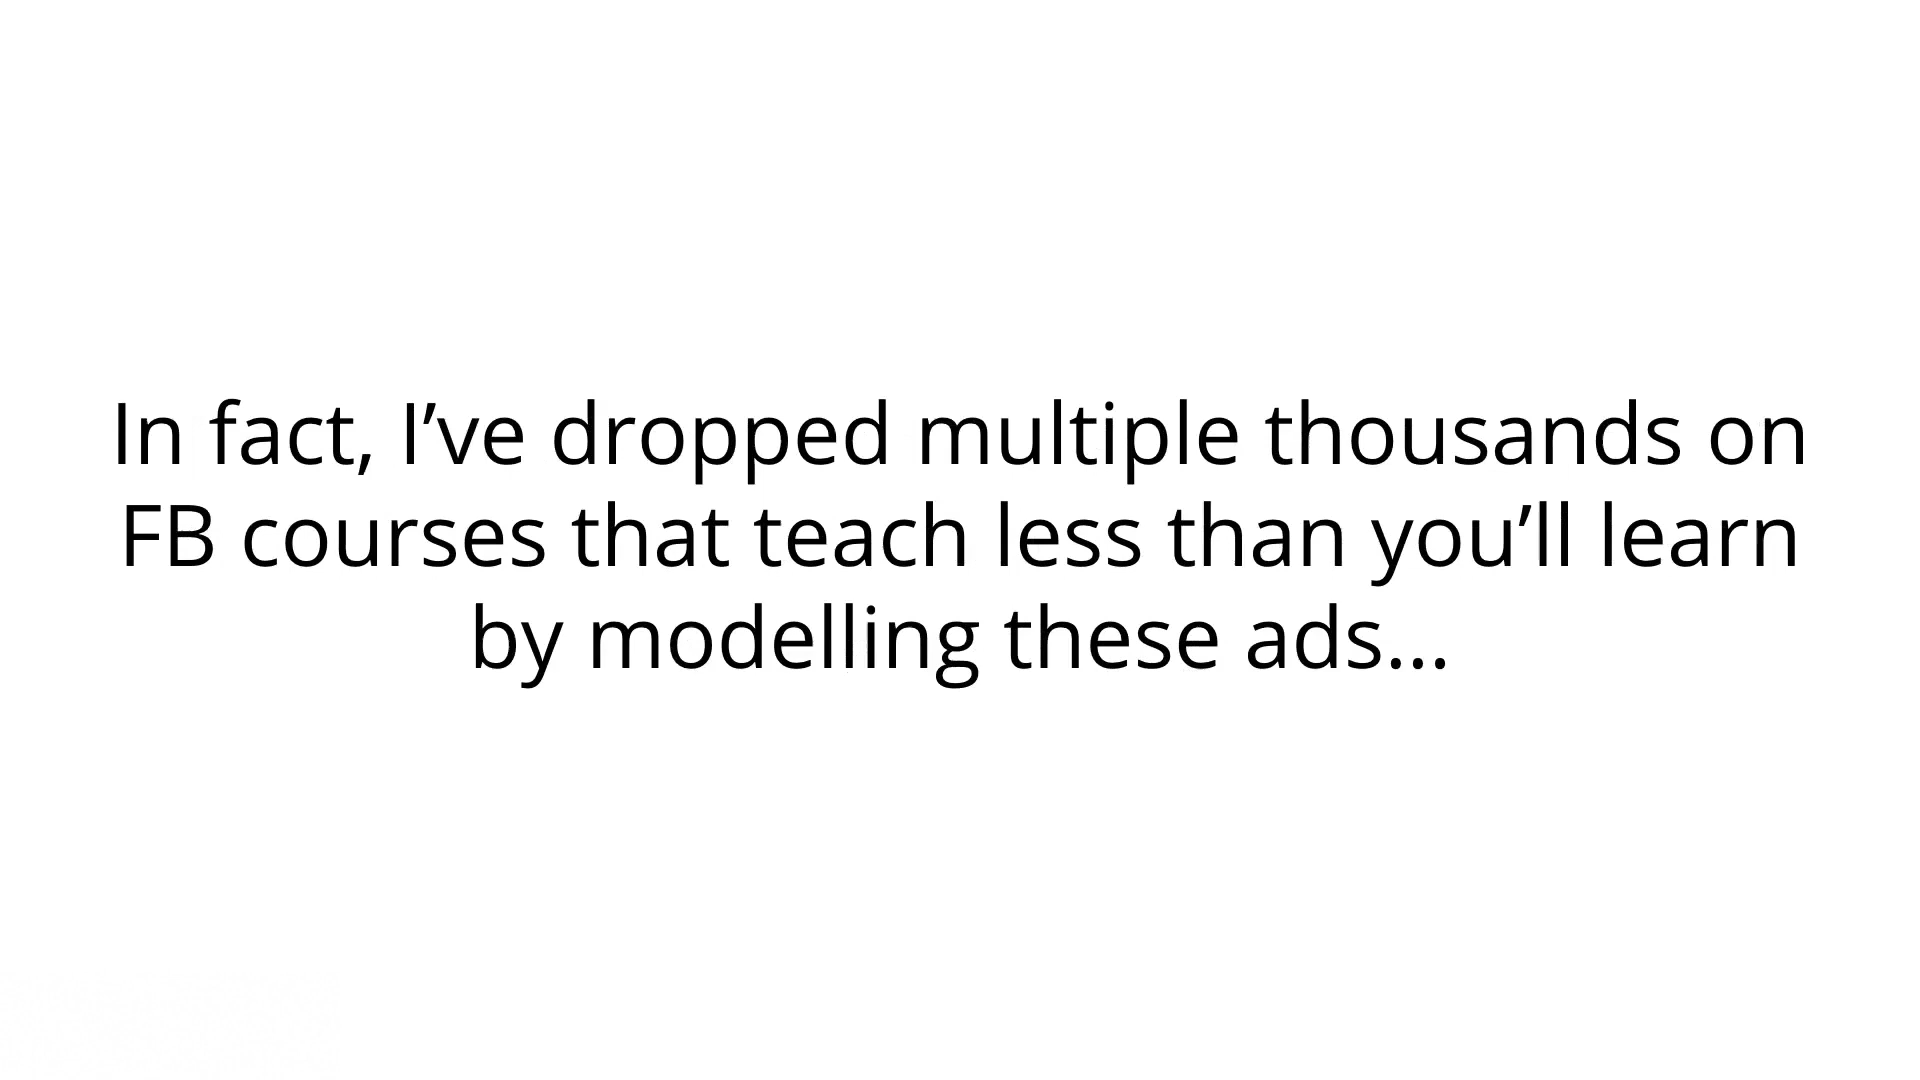 In fact, I’ve dropped multiple thousands on
FB courses that teach less than you’ll learn
by modelling these ads…